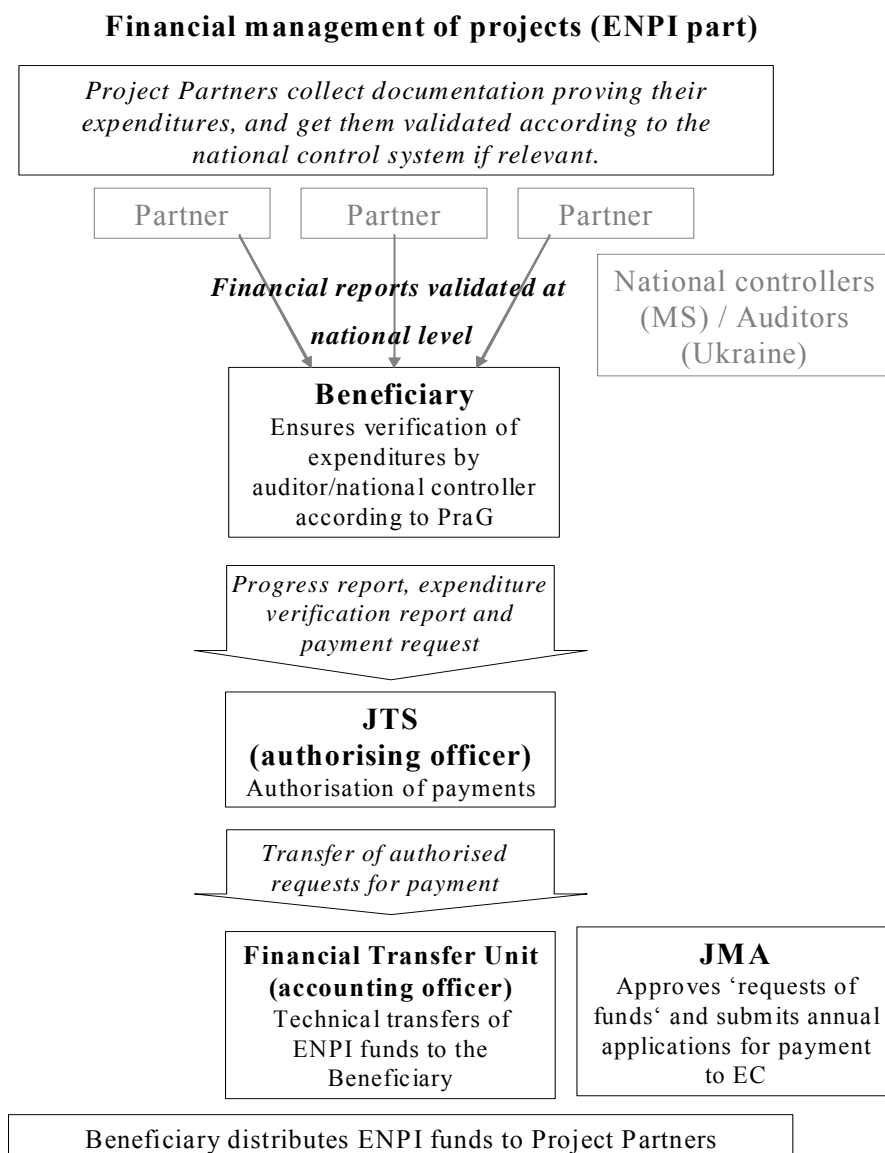 Financial management of projects (ENPI part)
Project Partners collect documentation proving their
expenditures, and get them validated according to the
national control system if relevant.
Partner
Partner
Partner
Financial reports validated at
national level
National controllers
(MS) / Auditors
(Ukraine)
Beneficiary
Ensures verification of
expenditures by
auditor/national controller
according to PraG
Progress report, expenditure
verification report and
payment request
JTS
(authorising officer)
Authorisation of payments
Transfer of authorised
requests for payment
Financial Transfer Unit
(accounting officer)
Technical transfers of
ENPI funds to the
Beneficiary
JMA
Approves ‘requests of
funds‘ and submits annual
applications for payment
to EC
Beneficiary distributes ENPI funds to Project Partners